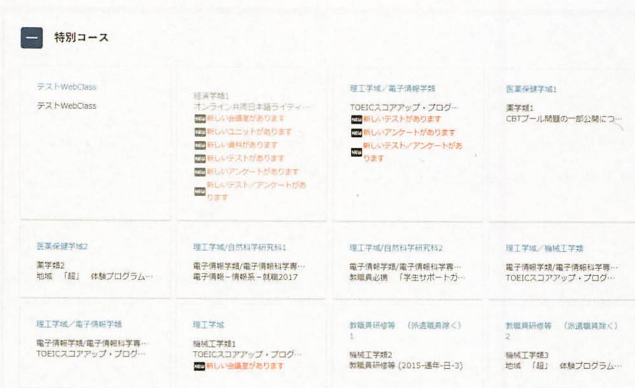 特別コース
テストWebClass
テストWebClass
経済学類1
オンライン共同日本語ライティ…
NEW 新しい会議室があります
NEW 新しいユニットがあります
NEW 新しい資料があります
NEW 新しいテストがあります
NEW 新しいアンケートがあります
NEW 新しいテスト/アンケートがあ
ります
理工学域/電子情報学類
TOEICスコアアップ・プログ…
NEW 新しいテストがあります
NEW 新しいアンケートがあります
NEW 新しいテスト/アンケートがあ
ります
医薬保健学域1
薬学類1
CBTプール問題の一部公開につ…
医薬保健学域2
薬学類2
地域 「超」 体験プログラム…
理工学域/自然科学研究科1
電子情報学類/電子情報科学専…
電子情報-情報系-就職2017
理工学域/自然科学研究科2
電子情報学類/電子情報科学専…
教職員必携 「学生サポートガ…
理工学域/機械工学類
電子情報学類/電子情報科学専…
TOEICスコアアップ・プログ…
理工学域/電子情報学類
電子情報学類/電子情報科学専…
TOEICスコアアップ・プログ…
理工学域
機械工学類1
TOEICスコアアップ・プログ…
NEW 新しい会議室があります
教職員研修等 (派遣職員除く)
1
機械工学類2
教職員研修等 (2015-通年-日-3)
教職員研修等 (派遣職員除く)
2
機械工学類3
地域 「超」 体験プログラム…